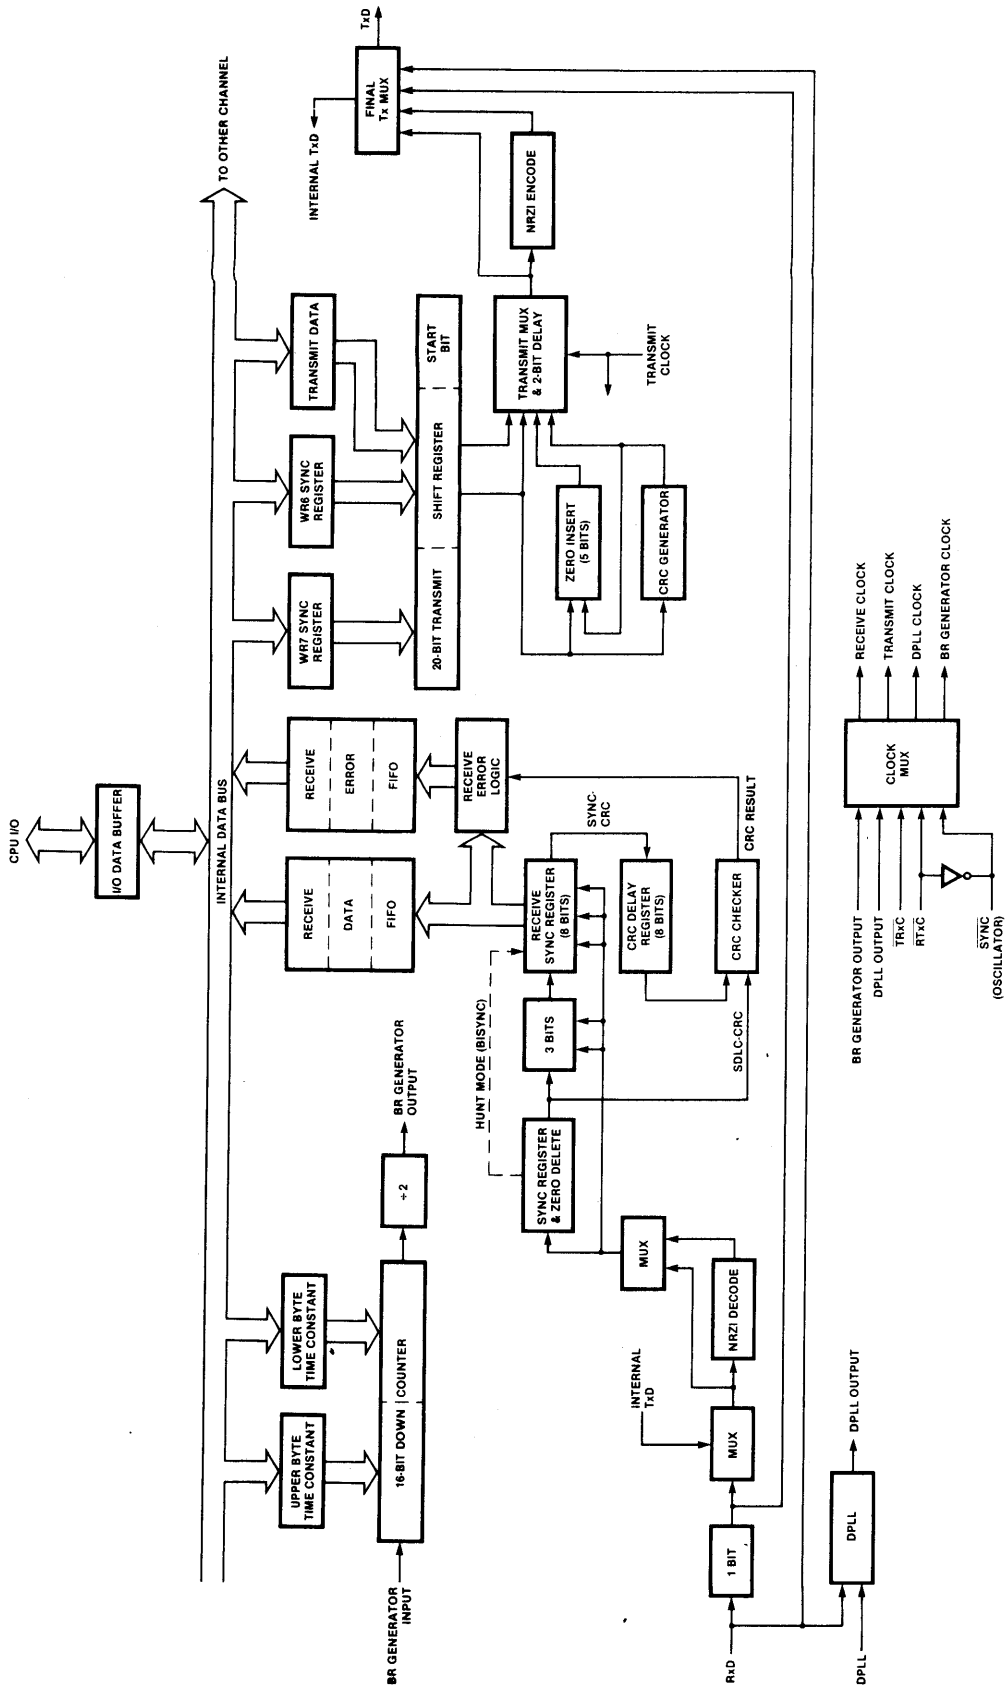 CPU I/O
I/O DATA BUFFER
INTERNAL DATA BUS
TO OTHER CHANNEL
UPPER BYTE
TIME CONSTANT
LOWER BYTE
TIME CONSTANT
BR GENERATOR
INPUT
16-BIT DOWN COUNTER
÷2
BR GENERATOR
OUTPUT
RECEIVE
DATA
FIFO
RECEIVE
ERROR
FIFO
RECEIVE
ERROR
LOGIC
WR7 SYNC
REGISTER
WR6 SYNC
REGISTER
TRANSMIT DATA
20-BIT TRANSMIT
SHIFT REGISTER
START
BIT
INTERNAL TxD
FINAL
Tx MUX
TxD
NRZI ENCODE
TRANSMIT MUX
& 2-BIT DELAY
TRANSMIT
CLOCK
ZERO INSERT
(5 BITS)
CRC GENERATOR
HUNT MODE (BISYNC)
SYNC REGISTER
& ZERO DELETE
3 BITS
RECEIVE
SYNC REGISTER
(8 BITS)
SYNC-
CRC
CRC DELAY
REGISTER
(8 BITS)
CRC CHECKER
CRC RESULT
SDLC-CRC
INTERNAL
TxD
MUX
RxD
1 BIT
MUX
NRZI DECODE
DPLL
DPLL
DPLL OUTPUT
BR GENERATOR OUTPUT
DPLL OUTPUT
TRxC
RTxC
SYNC
(OSCILLATOR)
CLOCK
MUX
RECEIVE CLOCK
TRANSMIT CLOCK
DPLL CLOCK
BR GENERATOR CLOCK